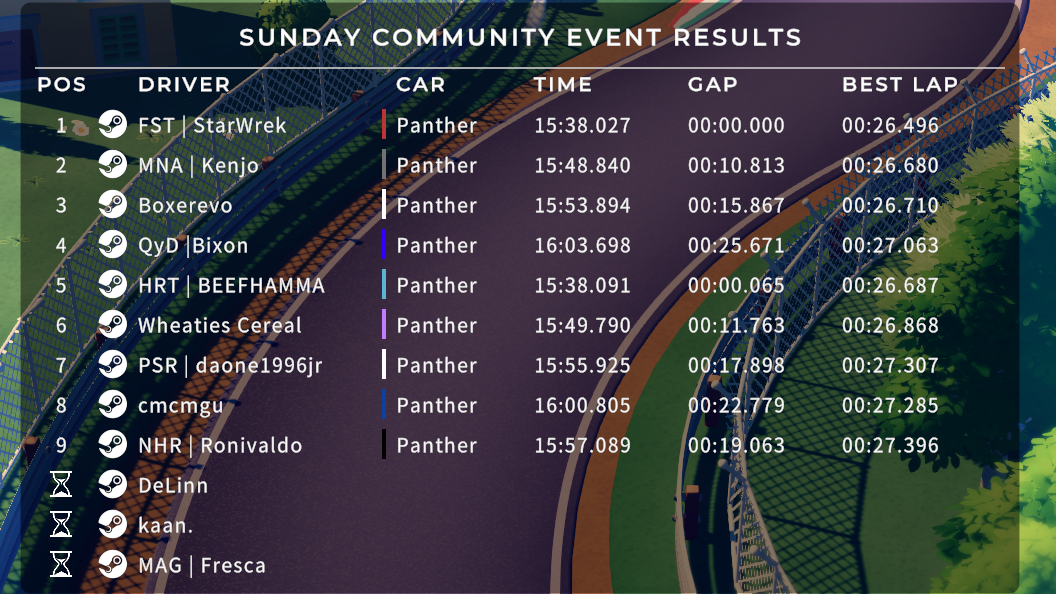 SUNDAY COMMUNITY EVENT RESULTS
POS DRIVER CAR TIME GAP BEST LAP
1 FST | StarWrek Panther 15:38.027 00:00.000 00:26.496
2 MNA | Kenjo Panther 15:48.840 00:10.813 00:26.680
3 Boxerevo Panther 15:53.894 00:15.867 00:26.710
4 QyD |Bixon Panther 16:03.698 00:25.671 00:27.063
5 HRT | BEEFHAMMA Panther 15:38.091 00:00.065 00:26.687
6 Wheaties Cereal Panther 15:49.790 00:11.763 00:26.868
7 PSR | daone1996jr Panther 15:55.925 00:17.898 00:27.307
8 cmcmgu Panther 16:00.805 00:22.779 00:27.285
9 NHR | Ronivaldo Panther 15:57.089 00:19.063 00:27.396
DeLinn
kaan.
MAG | Fresca